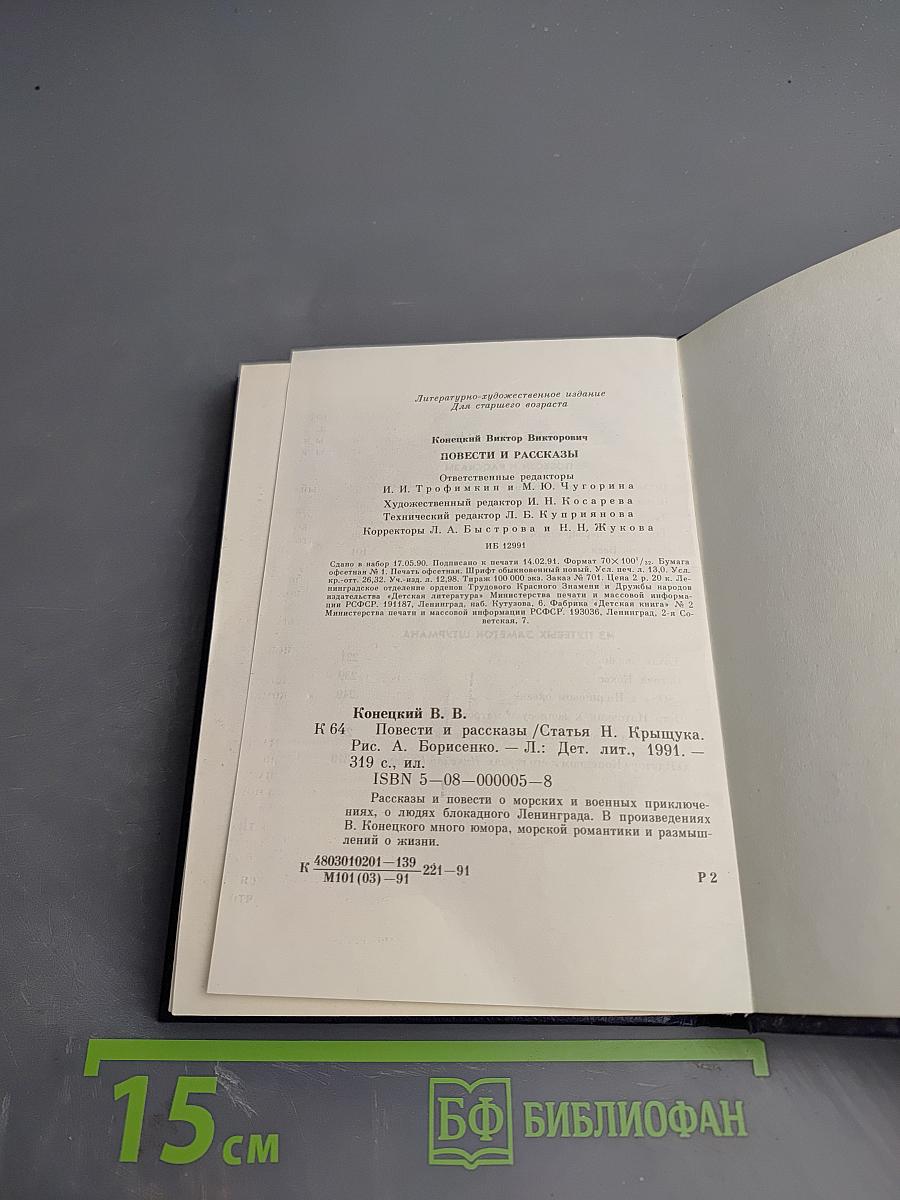 Литературно-художественное издание
Для старшего возраста
Конецкий Виктор Викторович
ПОВЕСТИ И РАССКАЗЫ
Ответственные редакторы
И. И. Трофимкин и М. Ю. Чугорина
Художественный редактор И. Н. Косарева
Технический редактор Л. Б. Куприянова
Корректоры Л. А. Быстрова и Н. Н. Жукова
ИБ 12991
Сдано в набор 17.05.90. Подписано к печати 14.02.91. Формат 70×100¹/₃₂. Бумага
офсетная № 1. Печать офсетная. Шрифт обыкновенный новый. Усл. печ. л. 13,0. Усл.
кр.-отт. 26,32. Уч.-изд. л. 12,98. Тираж 100 000 экз. Заказ № 701. Цена 2 р. 20 к. Ле-
нинградское отделение орденов Трудового Красного Знамени и Дружбы народов
издательства «Детская литература» Министерства печати и массовой информа-
ции РСФСР. 191187, Ленинград, наб. Кутузова, 6. Фабрика «Детская книга» № 2
Министерства печати и массовой информации РСФСР. 193036, Ленинград, 2-я Со-
ветская, 7.
Конецкий В. В.
К 64 Повести и рассказы /Статья Н. Крыщука.
Рис. А. Борисенко. — Л.: Дет. лит., 1991. —
319 с., ил.
ISBN 5—08—000005—8
Рассказы и повести о морских и военных приключе-
ниях, о людях блокадного Ленинграда. В произведениях
В. Конецкого много юмора, морской романтики и размыш-
лений о жизни.
К 4803010201—139 221—91
М101(03)—91
Р 2
15 см
БФ БИБЛИОФАН